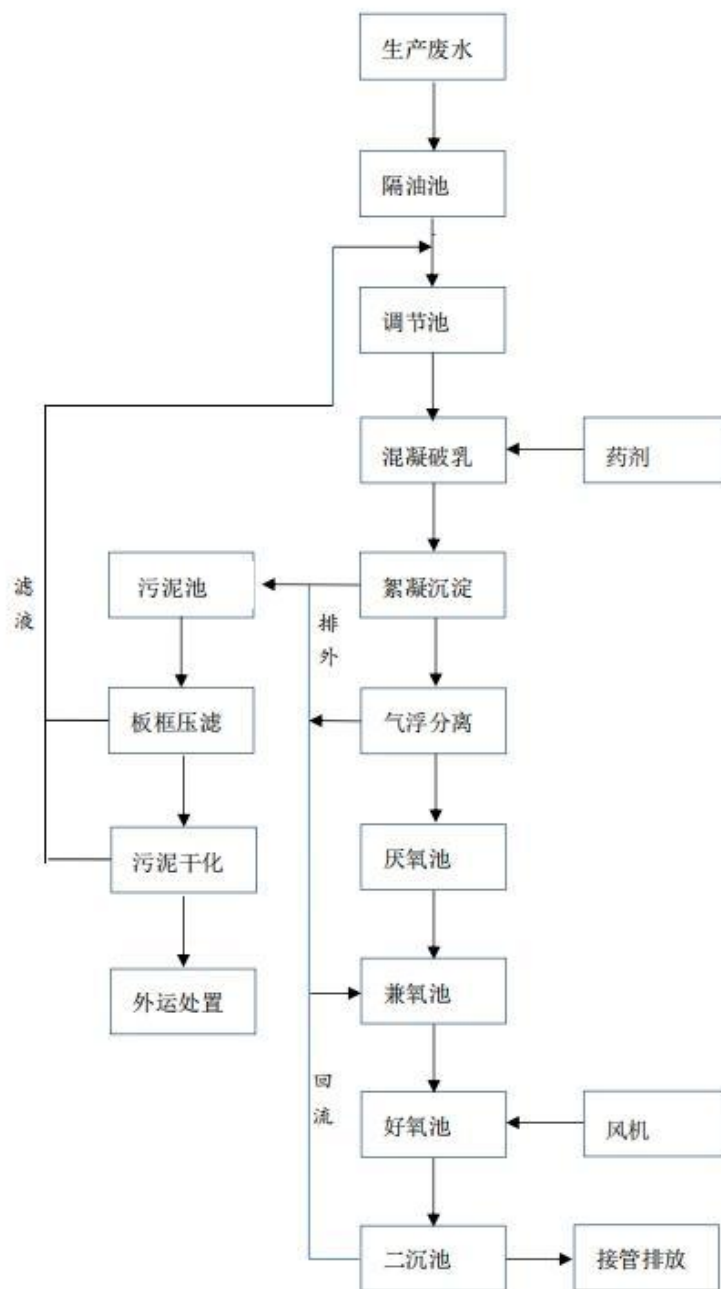 生产废水
隔油池
调节池
混凝破乳
药剂
污泥池
絮凝沉淀
滤液
排外
板框压滤
气浮分离
污泥干化
厌氧池
外运处置
兼氧池
回流
好氧池
风机
二沉池
接管排放